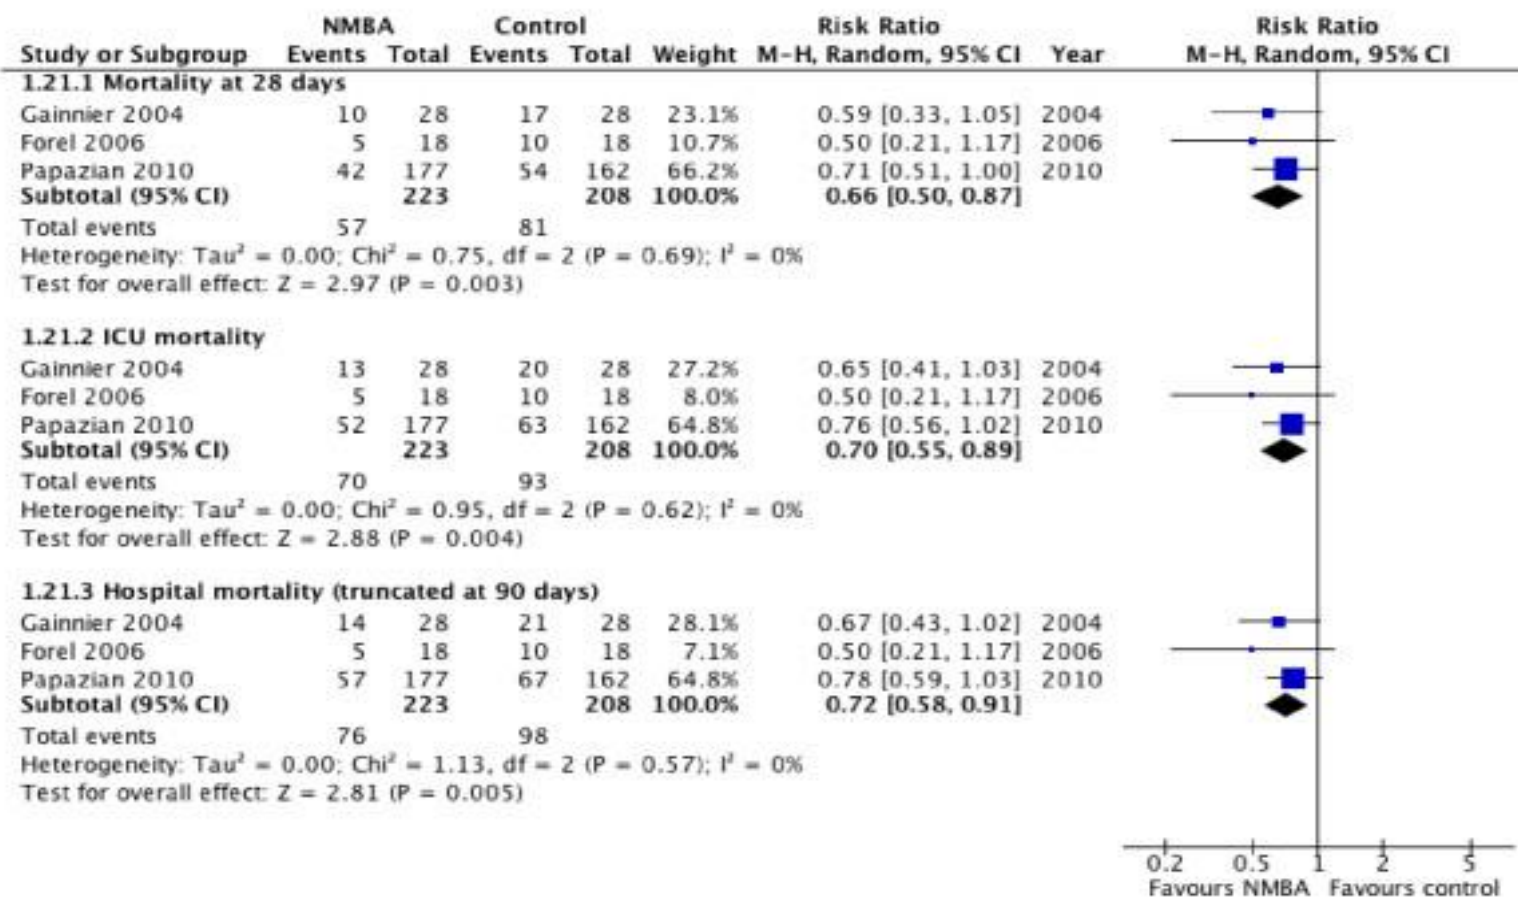 NMBA Control Risk Ratio Risk Ratio
Study or Subgroup Events Total Events Total Weight M-H, Random, 95% CI Year M-H, Random, 95% CI
1.21.1 Mortality at 28 days
Gainnier 2004 10 28 17 28 23.1% 0.59 [0.33, 1.05] 2004
Forel 2006 5 18 10 18 10.7% 0.50 [0.21, 1.17] 2006
Papazian 2010 42 177 54 162 66.2% 0.71 [0.51, 1.00] 2010
Subtotal (95% CI) 223 208 100.0% 0.66 [0.50, 0.87]
Total events 57 81
Heterogeneity: Tau² = 0.00; Chi² = 0.75, df = 2 (P = 0.69); I² = 0%
Test for overall effect: Z = 2.97 (P = 0.003)
1.21.2 ICU mortality
Gainnier 2004 13 28 20 28 27.2% 0.65 [0.41, 1.03] 2004
Forel 2006 5 18 10 18 8.0% 0.50 [0.21, 1.17] 2006
Papazian 2010 52 177 63 162 64.8% 0.76 [0.56, 1.02] 2010
Subtotal (95% CI) 223 208 100.0% 0.70 [0.55, 0.89]
Total events 70 93
Heterogeneity: Tau² = 0.00; Chi² = 0.95, df = 2 (P = 0.62); I² = 0%
Test for overall effect: Z = 2.88 (P = 0.004)
1.21.3 Hospital mortality (truncated at 90 days)
Gainnier 2004 14 28 21 28 28.1% 0.67 [0.43, 1.02] 2004
Forel 2006 5 18 10 18 7.1% 0.50 [0.21, 1.17] 2006
Papazian 2010 57 177 67 162 64.8% 0.78 [0.59, 1.03] 2010
Subtotal (95% CI) 223 208 100.0% 0.72 [0.58, 0.91]
Total events 76 98
Heterogeneity: Tau² = 0.00; Chi² = 1.13, df = 2 (P = 0.57); I² = 0%
Test for overall effect: Z = 2.81 (P = 0.005)
0.2 0.5 1 2 5
Favours NMBA Favours control